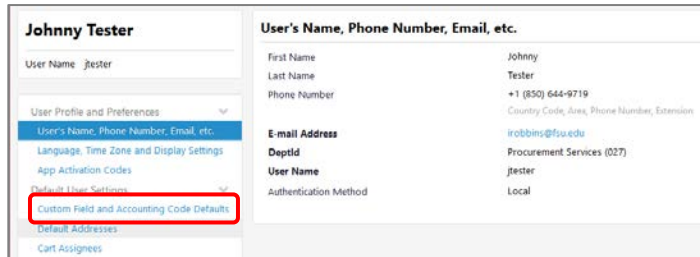 Johnny Tester
User Name jtester
User Profile and Preferences
User's Name, Phone Number, Email, etc.
Language, Time Zone and Display Settings
App Activation Codes
Default User Settings
Custom Field and Accounting Code Defaults
Default Addresses
Cart Assignees
User's Name, Phone Number, Email, etc.
First Name Johnny
Last Name Tester
Phone Number +1 (850) 644-9719
Country Code, Area, Phone Number, Extension
E-mail Address irobbins@fsu.edu
DeptId Procurement Services (027)
User Name jtester
Authentication Method Local